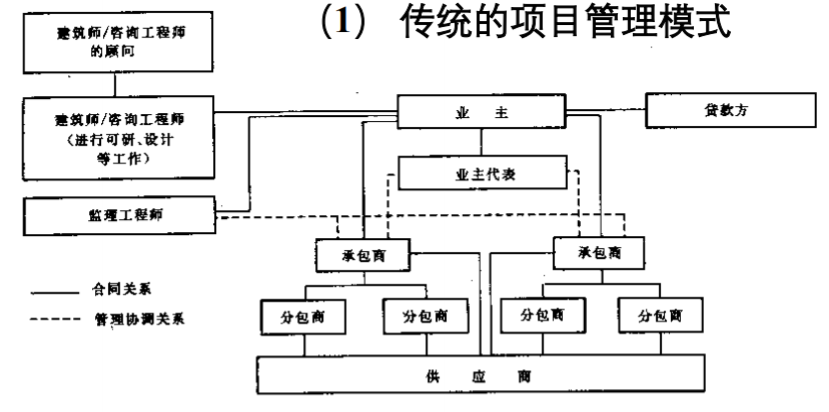 (1) 传统的项目管理模式
建筑师/咨询工程师
的顾问
建筑师/咨询工程师
(进行可研、设计
等工作)
业 主
贷款方
业主代表
监理工程师
承包商
承包商
合同关系
管理协调关系
分包商
分包商
分包商
分包商
供 应 商